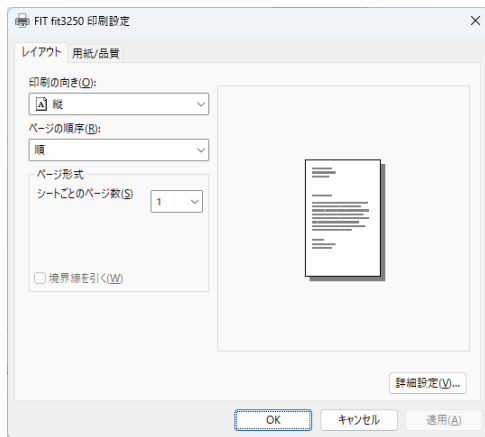 FIT fit3250 印刷設定
レイアウト 用紙/品質
印刷の向き(O):
A 縦
ページの順序(R):
順
ページ形式
シートごとのページ数(S) 1
境界線を引く(W)
詳細設定(V)...
OK キャンセル 適用(A)